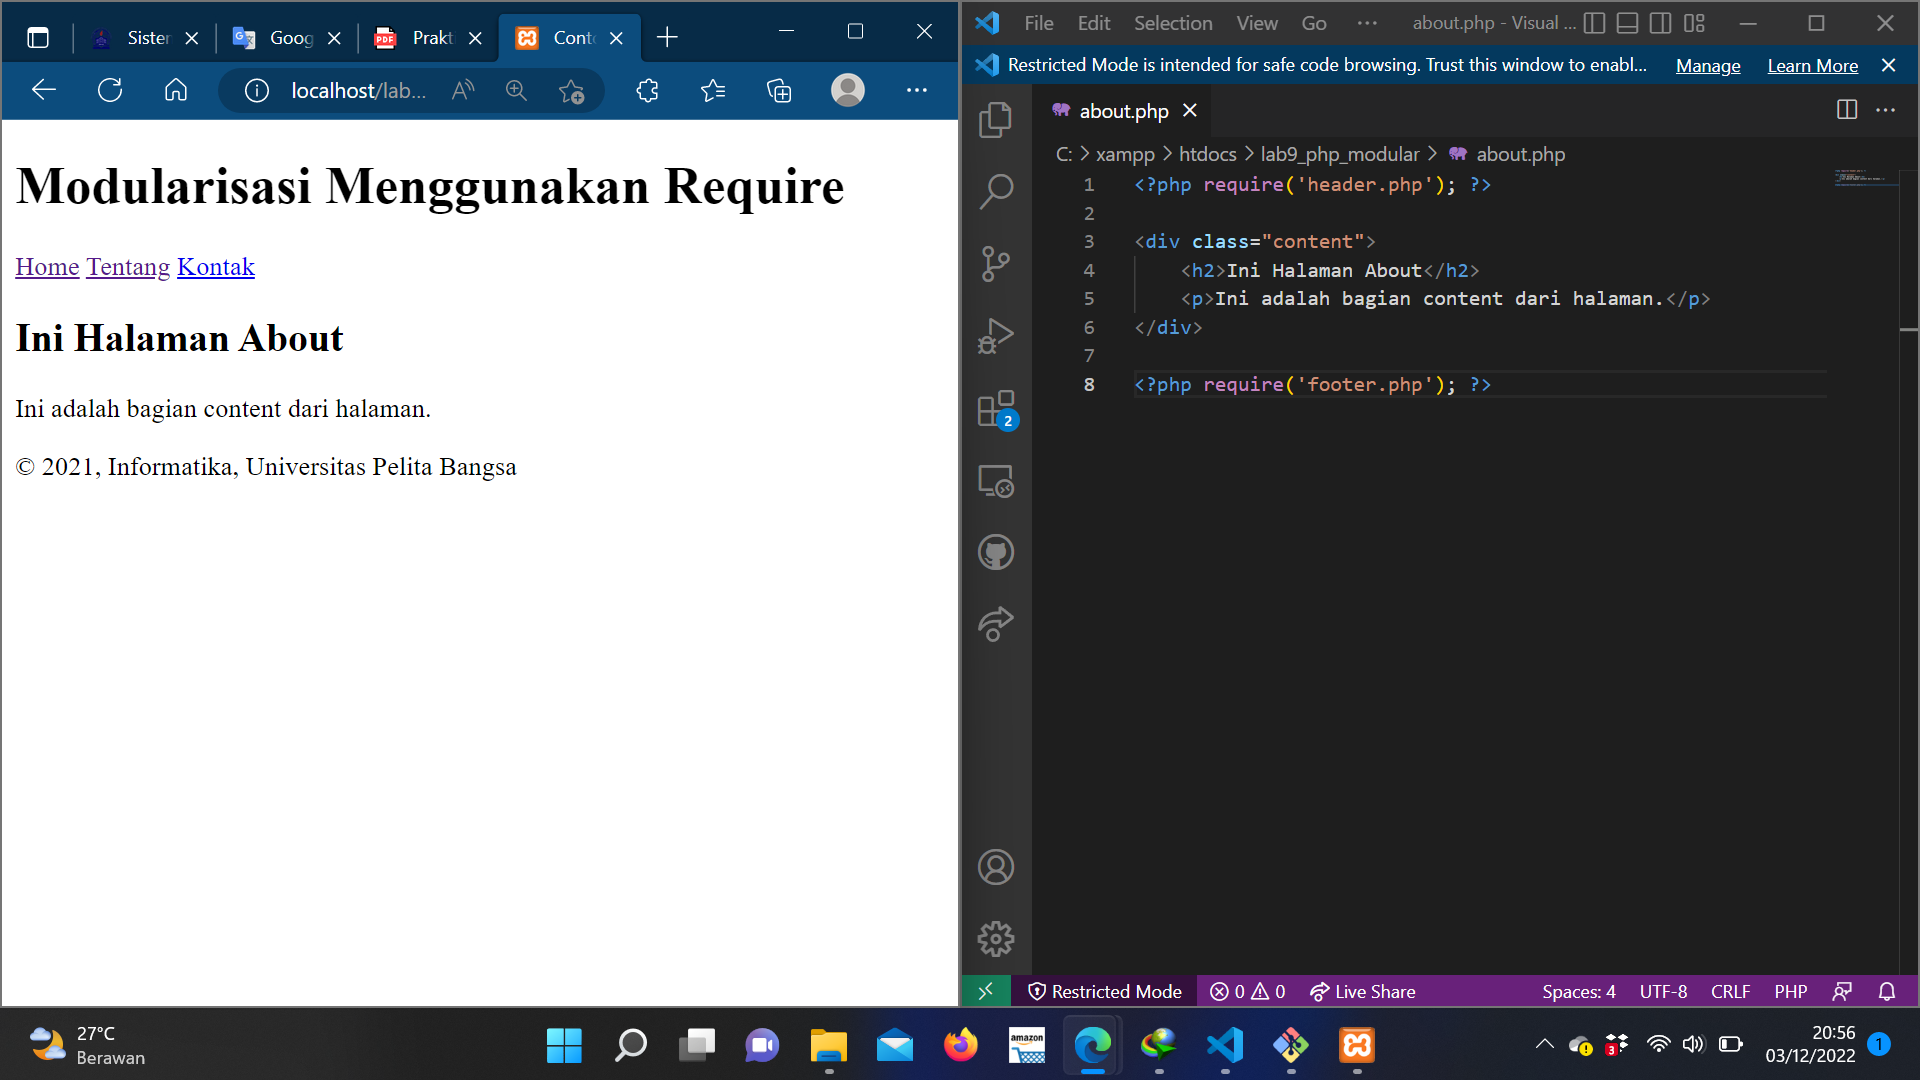 Sister
Goog
Prakt
Cont
localhost/lab...
Modularisasi Menggunakan Require
Home Tentang Kontak
Ini Halaman About
Ini adalah bagian content dari halaman.
© 2021, Informatika, Universitas Pelita Bangsa
File Edit Selection View Go ··· about.php - Visual ...
Restricted Mode is intended for safe code browsing. Trust this window to enabl... Manage Learn More
about.php
C: > xampp > htdocs > lab9_php_modular > about.php
1 <?php require('header.php'); ?>
2
3 <div class="content">
4 <h2>Ini Halaman About</h2>
5 <p>Ini adalah bagian content dari halaman.</p>
6 </div>
7
8 <?php require('footer.php'); ?>
2
Restricted Mode 0 0 Live Share Spaces: 4 UTF-8 CRLF PHP
27°C
Berawan
amazon
3
20:56
03/12/2022
1